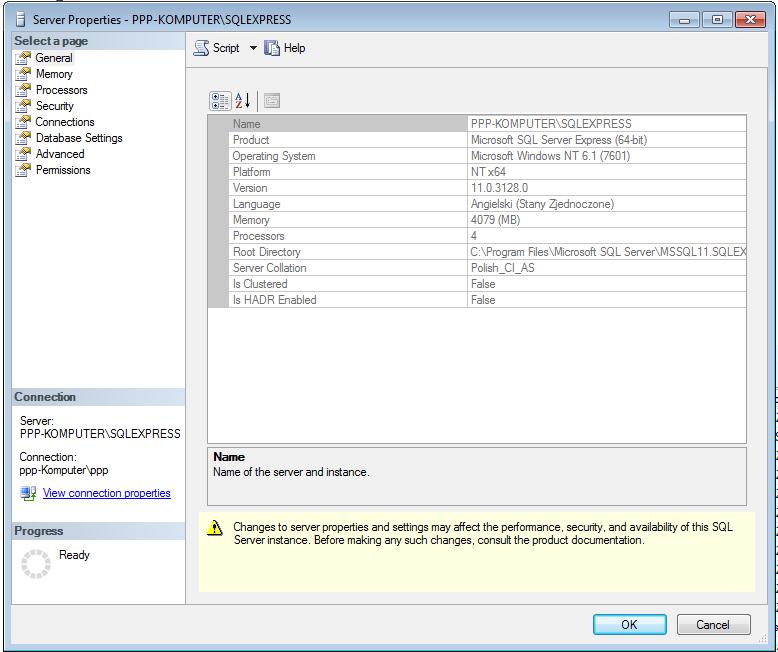 Server Properties - PPP-KOMPUTER\SQLEXPRESS
Select a page
General
Memory
Processors
Security
Connections
Database Settings
Advanced
Permissions
Script
Help
Name PPP-KOMPUTER\SQLEXPRESS
Product Microsoft SQL Server Express (64-bit)
Operating System Microsoft Windows NT 6.1 (7601)
Platform NT x64
Version 11.0.3128.0
Language Angielski (Stany Zjednoczone)
Memory 4079 (MB)
Processors 4
Root Directory C:\Program Files\Microsoft SQL Server\MSSQL11.SQLEX
Server Collation Polish_CI_AS
Is Clustered False
Is HADR Enabled False
Connection
Server:
PPP-KOMPUTER\SQLEXPRESS
Connection:
ppp-Komputer\ppp
View connection properties
Progress
Ready
Name
Name of the server and instance.
Changes to server properties and settings may affect the performance, security, and availability of this SQL
Server instance. Before making any such changes, consult the product documentation.
OK
Cancel